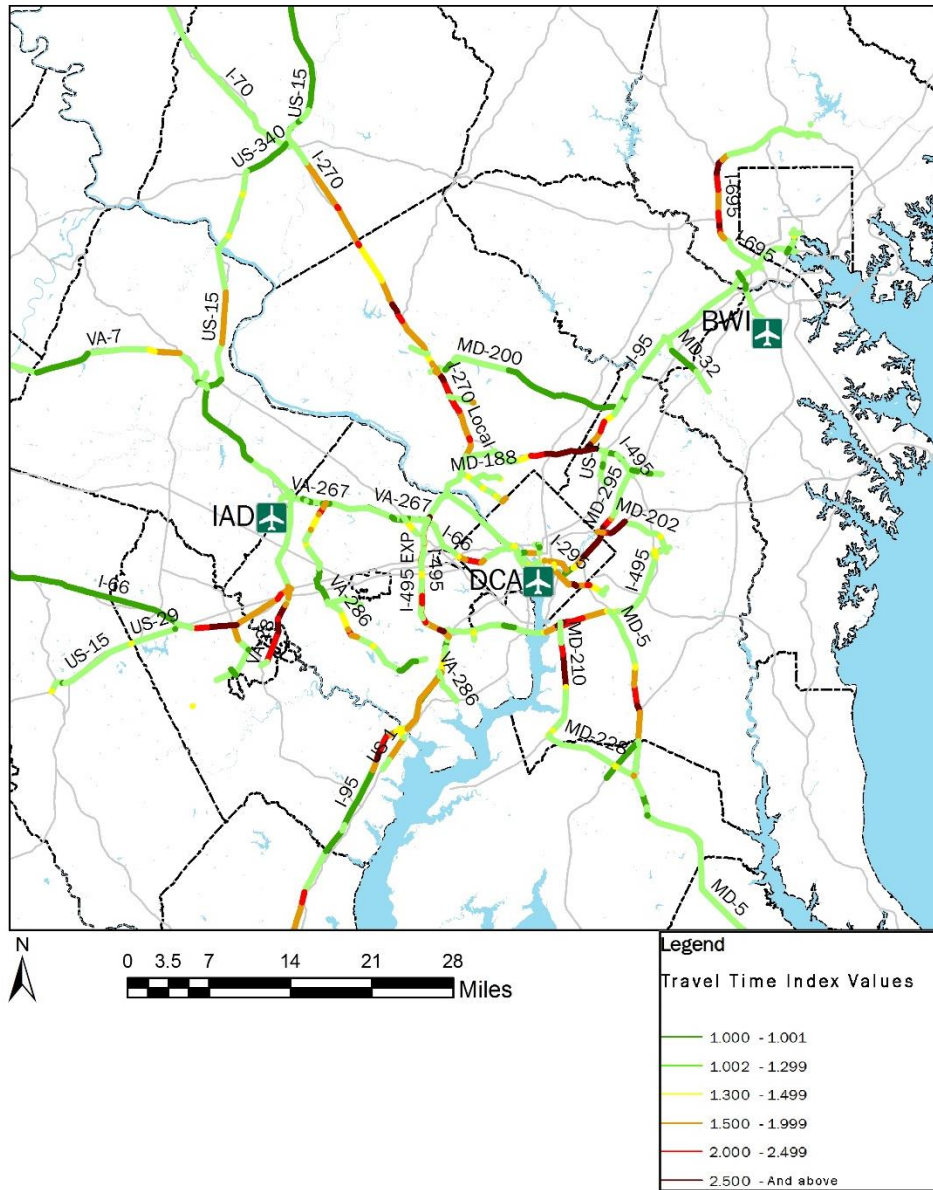 I-70
US-15
US-340
I-270
I-695
I-695
US-15
VA-7
BWI
I-95
MD-32
MD-200
I-270 Local
MD-188
US-1
I-495
MD-295
MD-202
VA-267
VA-267
IAD
I-66
I-295
I-495 EXP
I-495
DCA
I-495
I-66
VA-286
US-29
US-15
MD-5
MD-210
VA-286
MD-228
US-1
I-95
MD-5
N
0 3.5 7 14 21 28
Miles
Legend
Travel Time Index Values
1.000 - 1.001
1.002 - 1.299
1.300 - 1.499
1.500 - 1.999
2.000 - 2.499
2.500 - And above